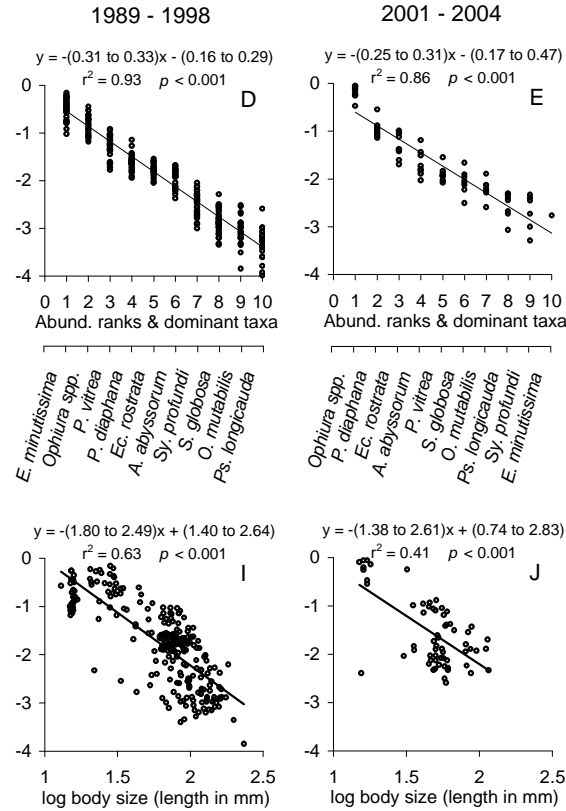 1989 - 1998
2001 - 2004
y = -(0.31 to 0.33)x - (0.16 to 0.29)
r2 = 0.93 p < 0.001
D
0
-1
-2
-3
-4
0 1 2 3 4 5 6 7 8 9 10
Abund. ranks & dominant taxa
y = -(0.25 to 0.31)x - (0.17 to 0.47)
r2 = 0.86 p < 0.001
E
0
-1
-2
-3
-4
0 1 2 3 4 5 6 7 8 9 10
Abund. ranks & dominant taxa
E. minutissima
Ophiura spp.
P. vitrea
P. diaphana
Ec. rostrata
A. abyssorum
Sy. profundi
S. globosa
O. mutabilis
Ps. longicauda
Ophiura spp.
P. diaphana
Ec. rostrata
A. abyssorum
P. vitrea
S. globosa
O. mutabilis
Ps. longicauda
Sy. profundi
E. minutissima
y = -(1.80 to 2.49)x + (1.40 to 2.64)
r2 = 0.63 p < 0.001
I
0
-1
-2
-3
-4
1 1.5 2 2.5
log body size (length in mm)
y = -(1.38 to 2.61)x + (0.74 to 2.83)
r2 = 0.41 p < 0.001
J
0
-1
-2
-3
-4
1 1.5 2 2.5
log body size (length in mm)